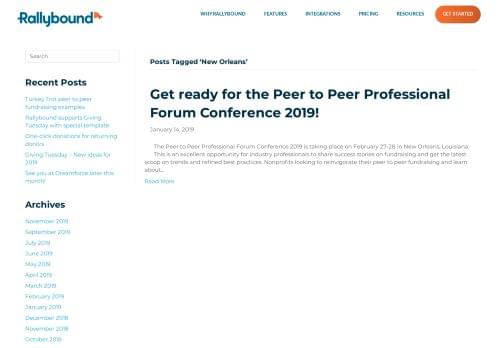 Rallybound
WHY RALLYBOUND
FEATURES
INTEGRATIONS
PRICING
RESOURCES
GET STARTED
Search
Recent Posts
Turkey Trot peer to peer
fundraising examples
Rallybound supports Giving
Tuesday with special template
One-click donations for returning
donors
Giving Tuesday - New ideas for
2019
See you at Dreamforce later this
month!
Archives
November 2019
September 2019
July 2019
June 2019
May 2019
April 2019
March 2019
February 2019
January 2019
December 2018
November 2018
October 2018
Posts Tagged ‘New Orleans’
Get ready for the Peer to Peer Professional
Forum Conference 2019!
January 14, 2019
The Peer to Peer Professional Forum Conference 2019 is taking place on February 27-28 in New Orleans, Louisiana.
This is an excellent opportunity for industry professionals to share success stories on fundraising and get the latest
scoop on trends and refined best practices. Nonprofits looking to reinvigorate their peer to peer fundraising and learn
about...
Read More